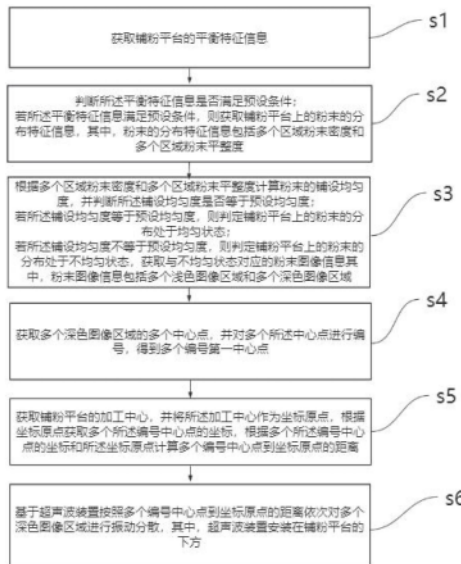 获取铺粉平台的平衡特征信息
s1
判断所述平衡特征信息是否满足预设条件；
若所述平衡特征信息满足预设条件，则获取铺粉平台上的粉末的分
布特征信息，其中，粉末的分布特征信息包括多个区域粉末密度和
多个区域粉末平整度
s2
根据多个区域粉末密度和多个区域粉末平整度计算粉末的铺设均匀
度，并判断所述铺设均匀度是否等于预设均匀度；
若所述铺设均匀度等于预设均匀度，则判定铺粉平台上的粉末的分
布处于均匀状态；
若所述铺设均匀度不等于预设均匀度，则判定铺粉平台上的粉末的
分布处于不均匀状态，获取与不均匀状态对应的粉末图像信息其
中，粉末图像信息包括多个浅色图像区域和多个深色图像区域
s3
获取多个深色图像区域的多个中心点，并对多个所述中心点进行编
号，得到多个编号第一中心点
s4
获取铺粉平台的加工中心，并将所述加工中心作为坐标原点，根据
坐标原点获取多个所述编号中心点的坐标，根据多个所述编号中心
点的坐标和所述坐标原点计算多个编号中心点到坐标原点的距离
s5
基于超声波装置按照多个编号中心点到坐标原点的距离依次对多个
深色图像区域进行振动分散，其中，超声波装置安装在铺粉平台的
下方
s6